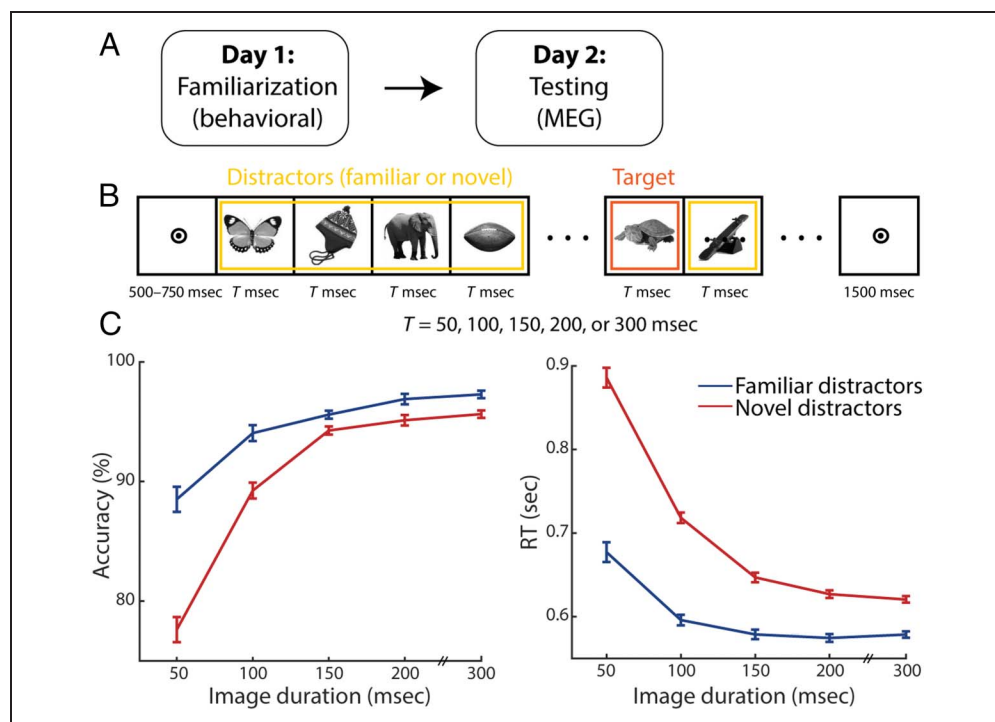 A
Day 1:
Familiarization
(behavioral)
Day 2:
Testing
(MEG)
B
Distractors (familiar or novel)
Target
500–750 msec
T msec
T msec
T msec
T msec
T msec
T msec
1500 msec
T = 50, 100, 150, 200, or 300 msec
C
100
90
80
Accuracy (%)
50
100
150
200
300
Image duration (msec)
0.9
0.8
0.7
0.6
RT (sec)
Familiar distractors
Novel distractors
50
100
150
200
300
Image duration (msec)